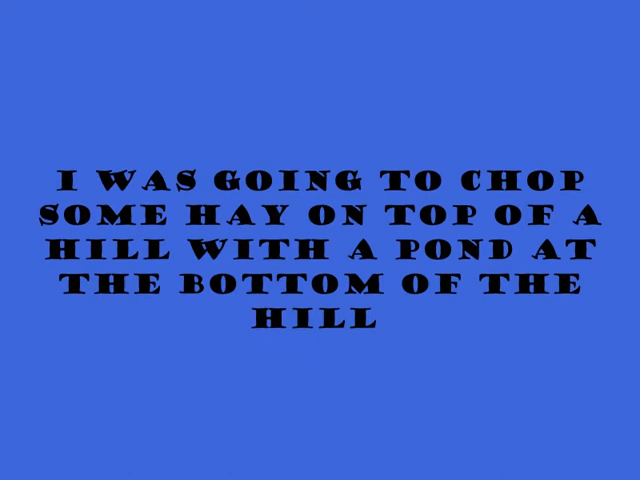 I WAS GOING TO CHOP
SOME HAY ON TOP OF A
HILL WITH A POND AT
THE BOTTOM OF THE
HILL